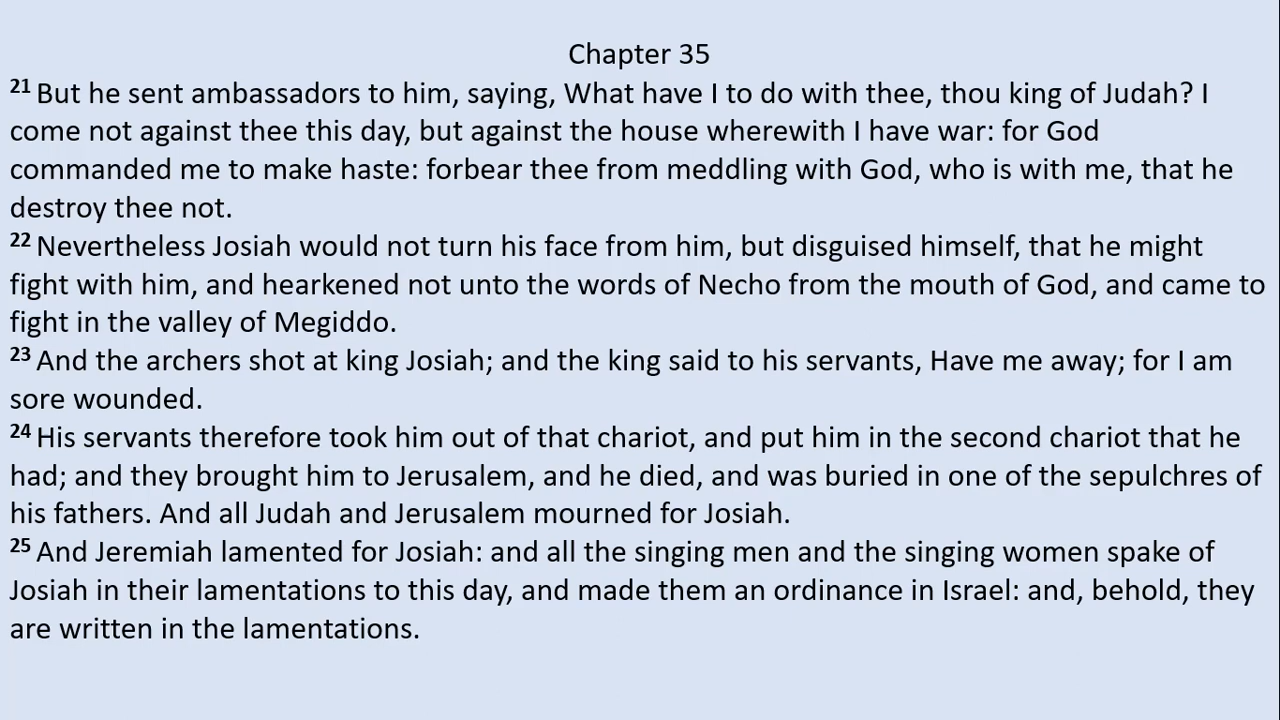 Chapter 35
21 But he sent ambassadors to him, saying, What have I to do with thee, thou king of Judah? I
come not against thee this day, but against the house wherewith I have war: for God
commanded me to make haste: forbear thee from meddling with God, who is with me, that he
destroy thee not.
22 Nevertheless Josiah would not turn his face from him, but disguised himself, that he might
fight with him, and hearkened not unto the words of Necho from the mouth of God, and came to
fight in the valley of Megiddo.
23 And the archers shot at king Josiah; and the king said to his servants, Have me away; for I am
sore wounded.
24 His servants therefore took him out of that chariot, and put him in the second chariot that he
had; and they brought him to Jerusalem, and he died, and was buried in one of the sepulchres of
his fathers. And all Judah and Jerusalem mourned for Josiah.
25 And Jeremiah lamented for Josiah: and all the singing men and the singing women spake of
Josiah in their lamentations to this day, and made them an ordinance in Israel: and, behold, they
are written in the lamentations.